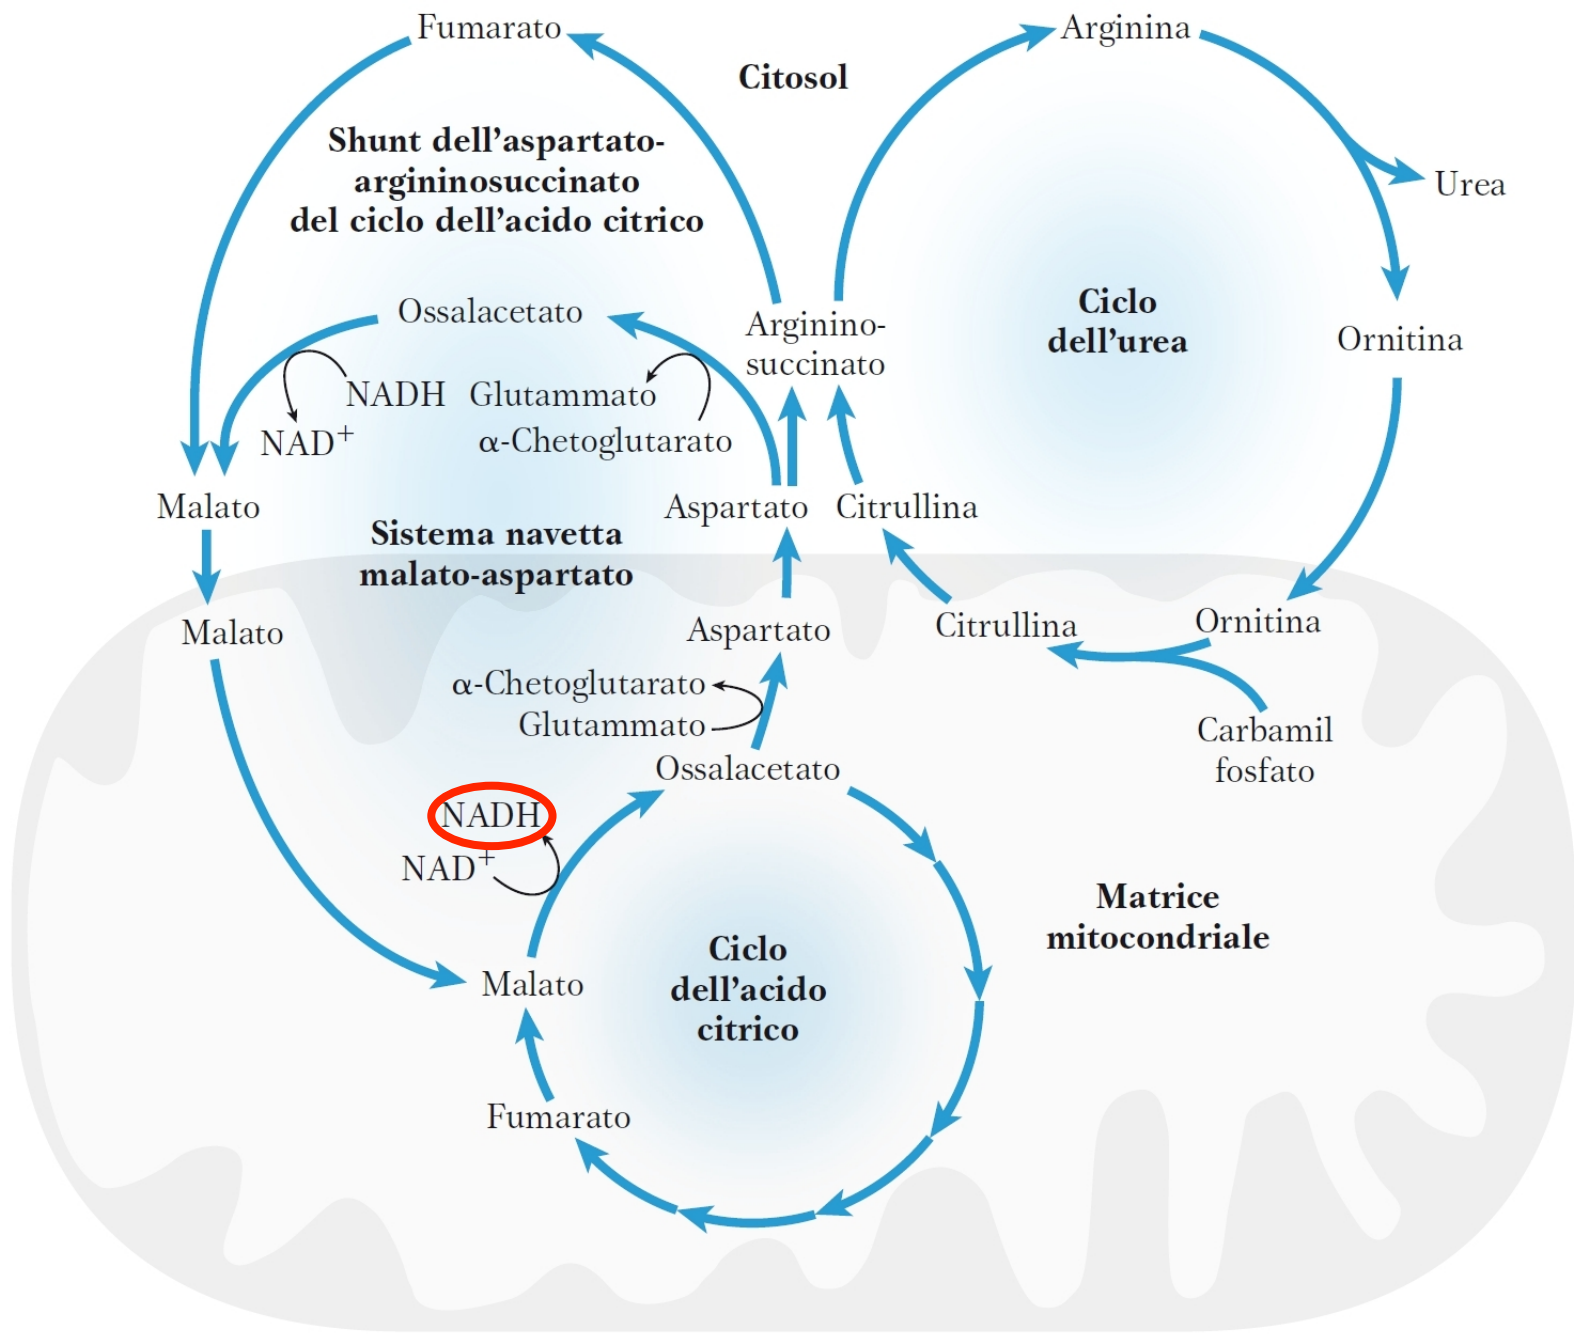 Fumarato
Arginina
Citosol
Shunt dell’aspartato-
argininosuccinato
del ciclo dell’acido citrico
Urea
Ossalacetato
Arginino-
succinato
Ciclo
dell’urea
Ornitina
NADH
Glutammato
NAD+
α-Chetoglutarato
Malato
Aspartato
Citrullina
Sistema navetta
malato-aspartato
Malato
Aspartato
Citrullina
Ornitina
α-Chetoglutarato
Glutammato
Carbamil
fosfato
Ossalacetato
NADH
NAD+
Matrice
mitocondriale
Ciclo
dell’acido
citrico
Malato
Fumarato